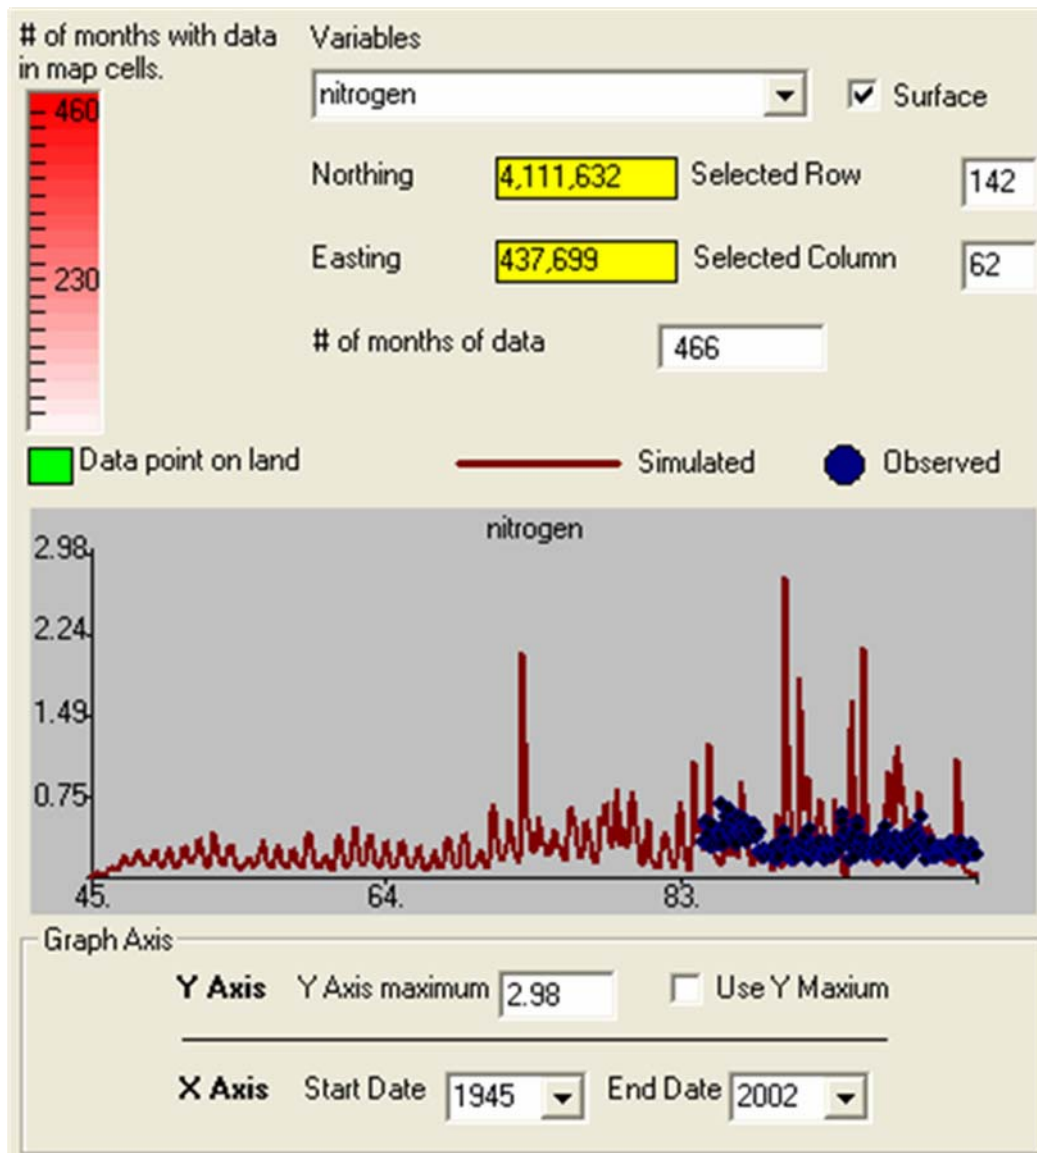 # of months with data
in map cells.
Variables
nitrogen
Surface
460
230
Northing 4,111,632 Selected Row 142
Easting 437,699 Selected Column 62
# of months of data 466
Data point on land Simulated Observed
nitrogen
2.98
2.24
1.49
0.75
45. 64. 83.
Graph Axis
Y Axis Y Axis maximum 2.98 Use Y Maxium
X Axis Start Date 1945 End Date 2002